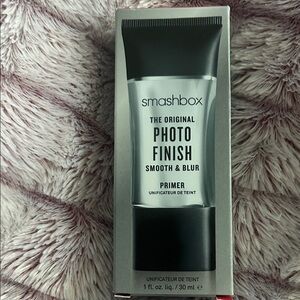 smashbox
THE ORIGINAL
PHOTO
FINISH
SMOOTH & BLUR
PRIMER
UNIFICATEUR DE TEINT
UNIFICATEUR DE TEINT
1 fl. oz. liq. / 30 ml ℮